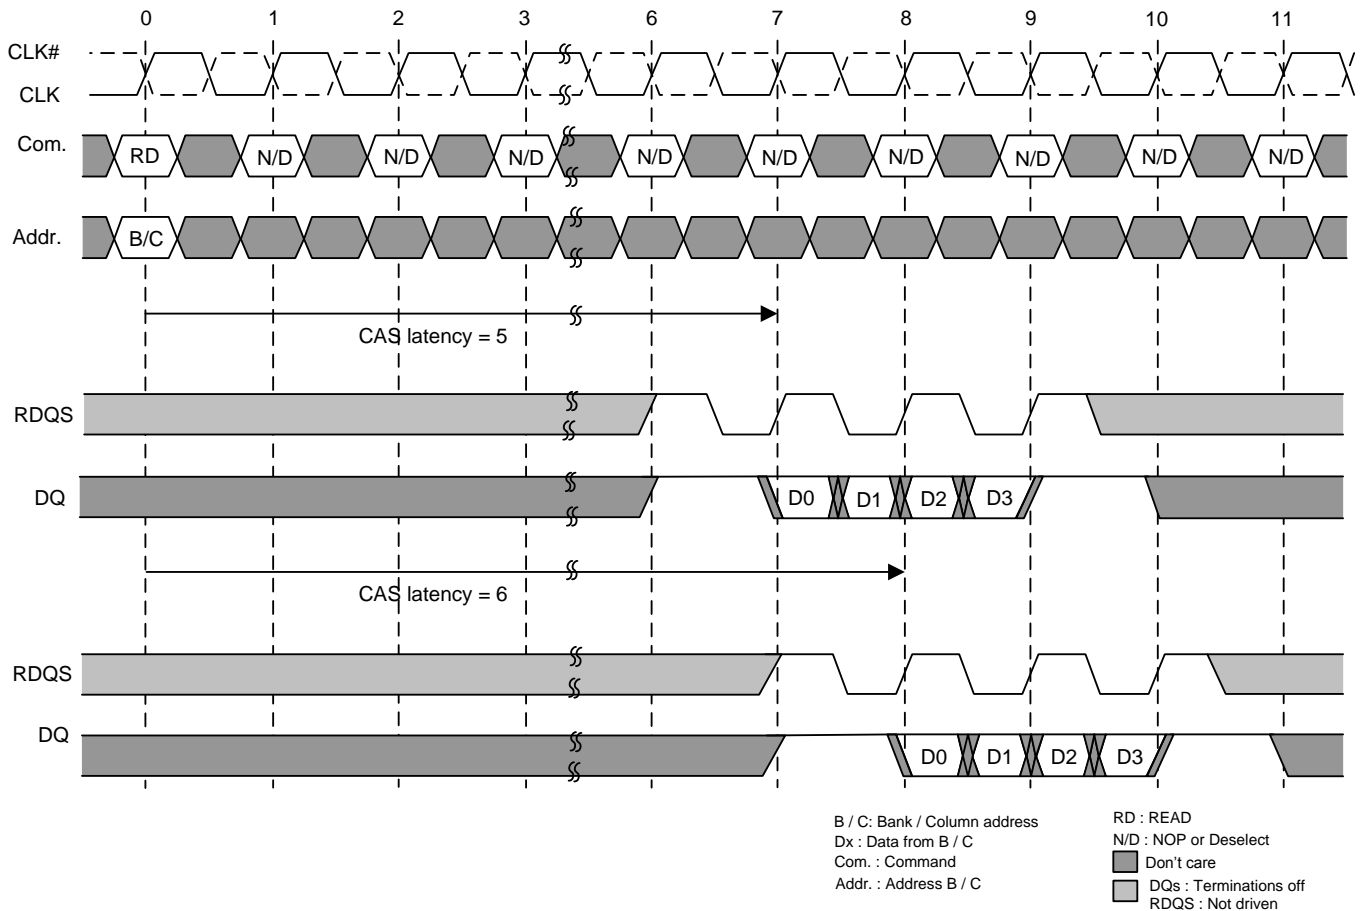 0 1 2 3 6 7 8 9 10 11
CLK#
CLK
Com. RD N/D N/D N/D N/D N/D N/D N/D N/D N/D
Addr. B/C
CAS latency = 5
RDQS
DQ D0 D1 D2 D3
CAS latency = 6
RDQS
DQ D0 D1 D2 D3
B / C: Bank / Column address
Dx : Data from B / C
Com. : Command
Addr. : Address B / C
RD : READ
N/D : NOP or Deselect
Don't care
DQs : Terminations off
RDQS : Not driven